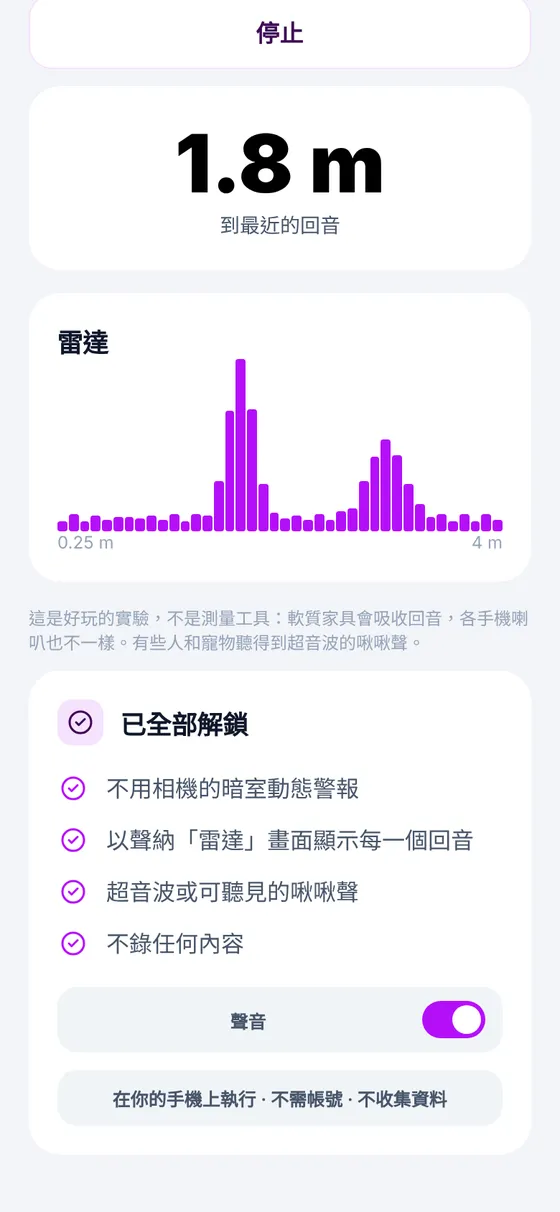 停止
1.8 m
到最近的回音
雷達
0.25 m
4 m
這是好玩的實驗，不是測量工具：軟質家具會吸收回音，各手機喇
叭也不一樣。有些人和寵物聽得到超音波的啾啾聲。
已全部解鎖
不用相機的暗室動態警報
以聲納「雷達」畫面顯示每一個回音
超音波或可聽見的啾啾聲
不錄任何內容
聲音
在你的手機上執行 · 不需帳號 · 不收集資料